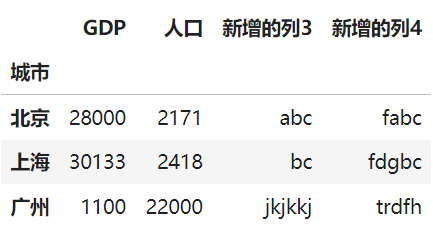 GDP 人口 新增的列3 新增的列4
城市
北京 28000 2171 abc fabc
上海 30133 2418 bc fdgbc
广州 1100 22000 jkjkkj trdfh